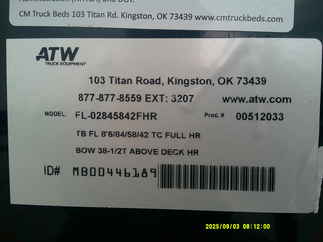 CM Truck Beds 103 Titan Rd. Kingston, OK 73439
www.cmtruckbeds.com
ATW
TRUCK EQUIPMENT
103 Titan Road, Kingston, OK 73439
877-877-8559 EXT: 3207 www.atw.com
MODEL: FL-02845842FHR Prod. # 00512033
TB FL 8'6/84/58/42 TC FULL HR
BOW 38-1/2T ABOVE DECK HR
ID# MB00446189
2025/09/03 08:12:00